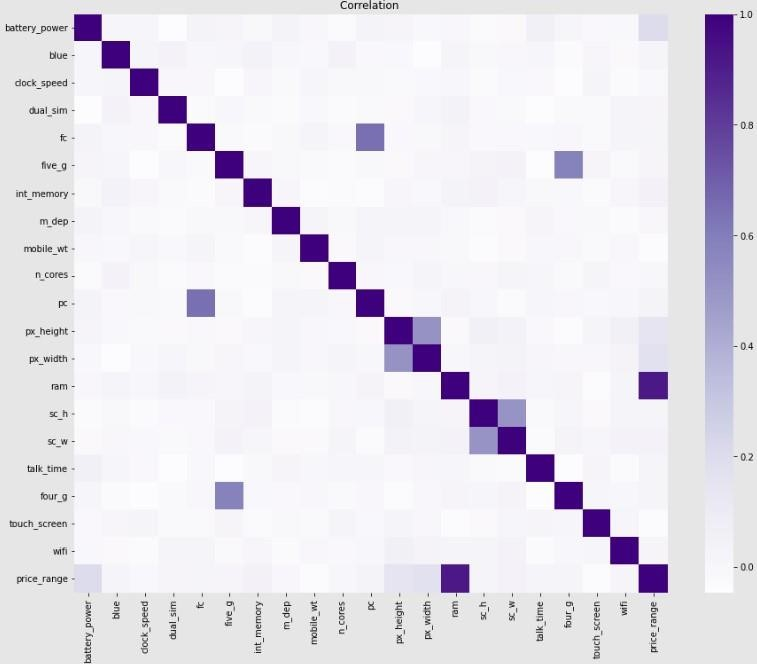 Correlation
battery_power
blue
clock_speed
dual_sim
fc
five_g
int_memory
m_dep
mobile_wt
n_cores
pc
px_height
px_width
ram
sc_h
sc_w
talk_time
four_g
touch_screen
wifi
price_range
battery_power
blue
clock_speed
dual_sim
fc
five_g
int_memory
m_dep
mobile_wt
n_cores
pc
px_height
px_width
ram
sc_h
sc_w
talk_time
four_g
touch_screen
wifi
price_range
1.0
0.8
0.6
0.4
0.2
0.0